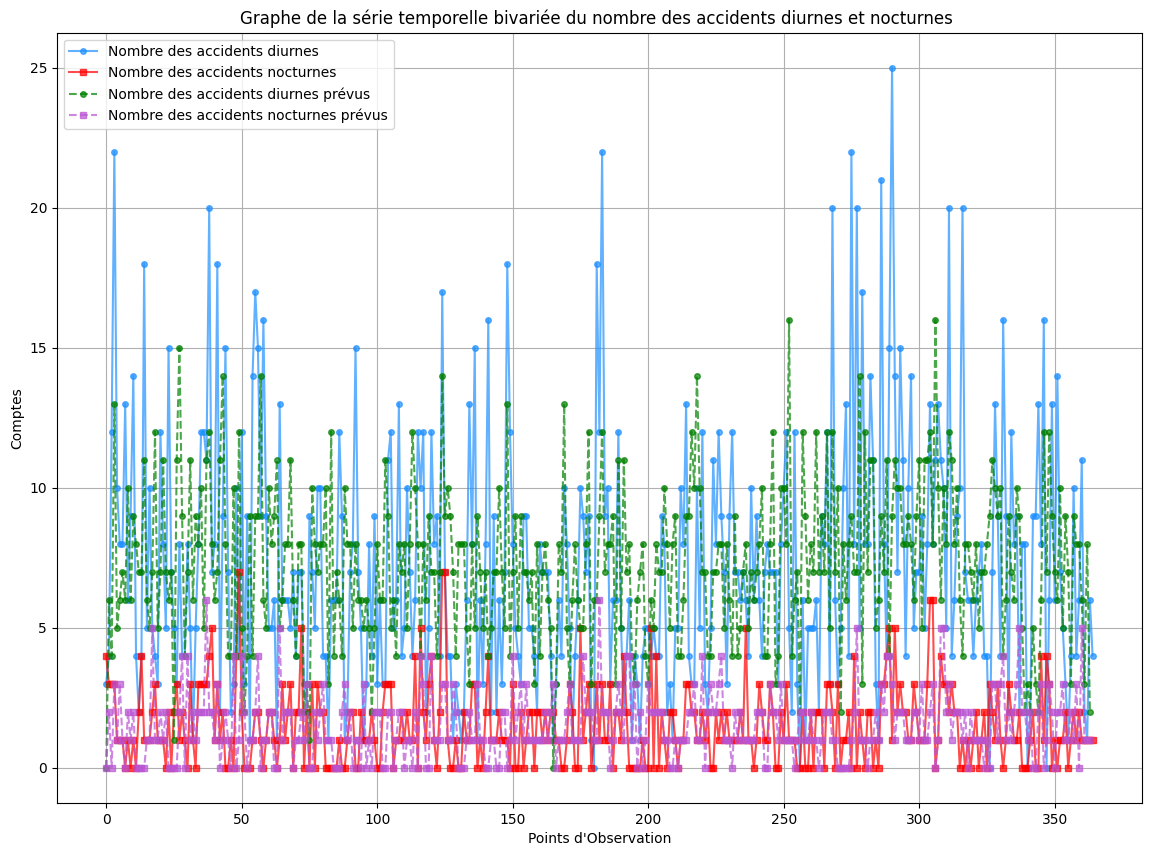 Graphe de la série temporelle bivariée du nombre des accidents diurnes et nocturnes
Nombre des accidents diurnes
Nombre des accidents nocturnes
Nombre des accidents diurnes prévus
Nombre des accidents nocturnes prévus
Comptes
25
20
15
10
5
0
0 50 100 150 200 250 300 350
Points d'Observation